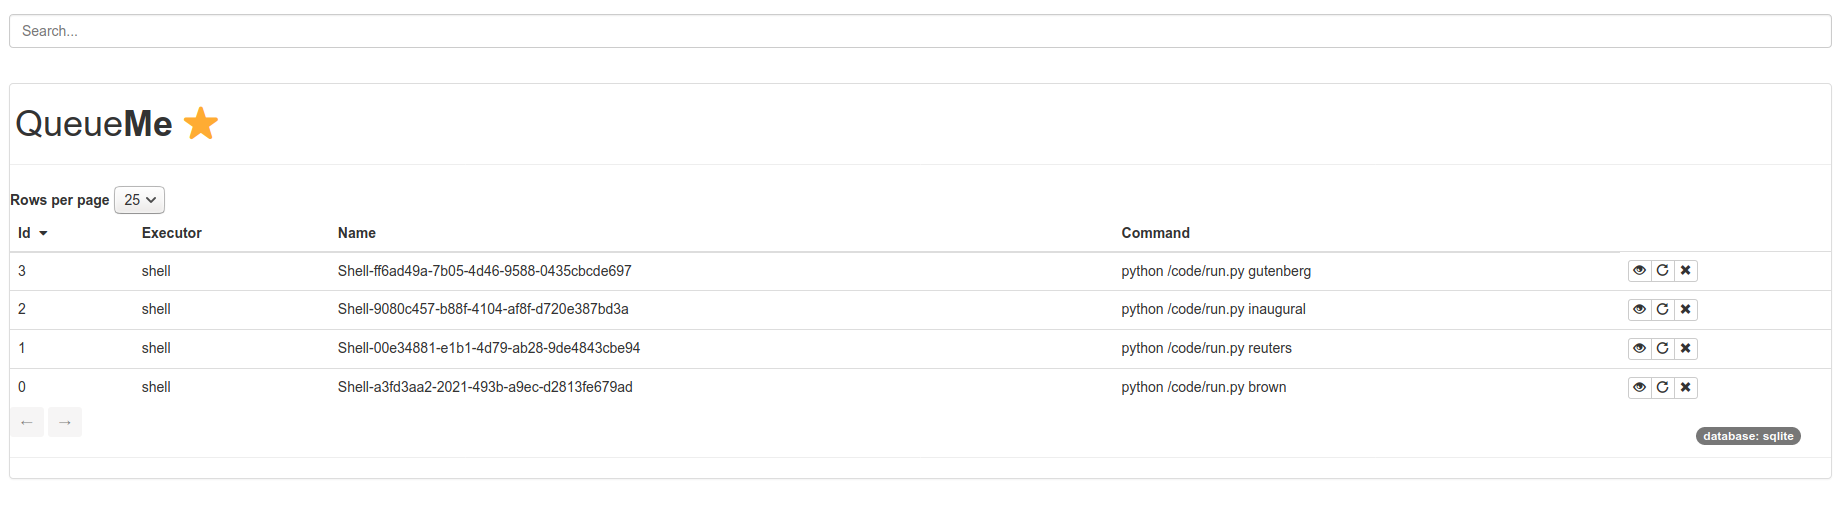 Search...
QueueMe
Rows per page 25
Id Executor Name Command
3 shell Shell-ff6ad49a-7b05-4d46-9588-0435cbcde697 python /code/run.py gutenberg
2 shell Shell-9080c457-b88f-4104-af8f-d720e387bd3a python /code/run.py inaugural
1 shell Shell-00e34881-e1b1-4d79-ab28-9de4843cbe94 python /code/run.py reuters
0 shell Shell-a3fd3aa2-2021-493b-a9ec-d2813fe679ad python /code/run.py brown
← →
database: sqlite